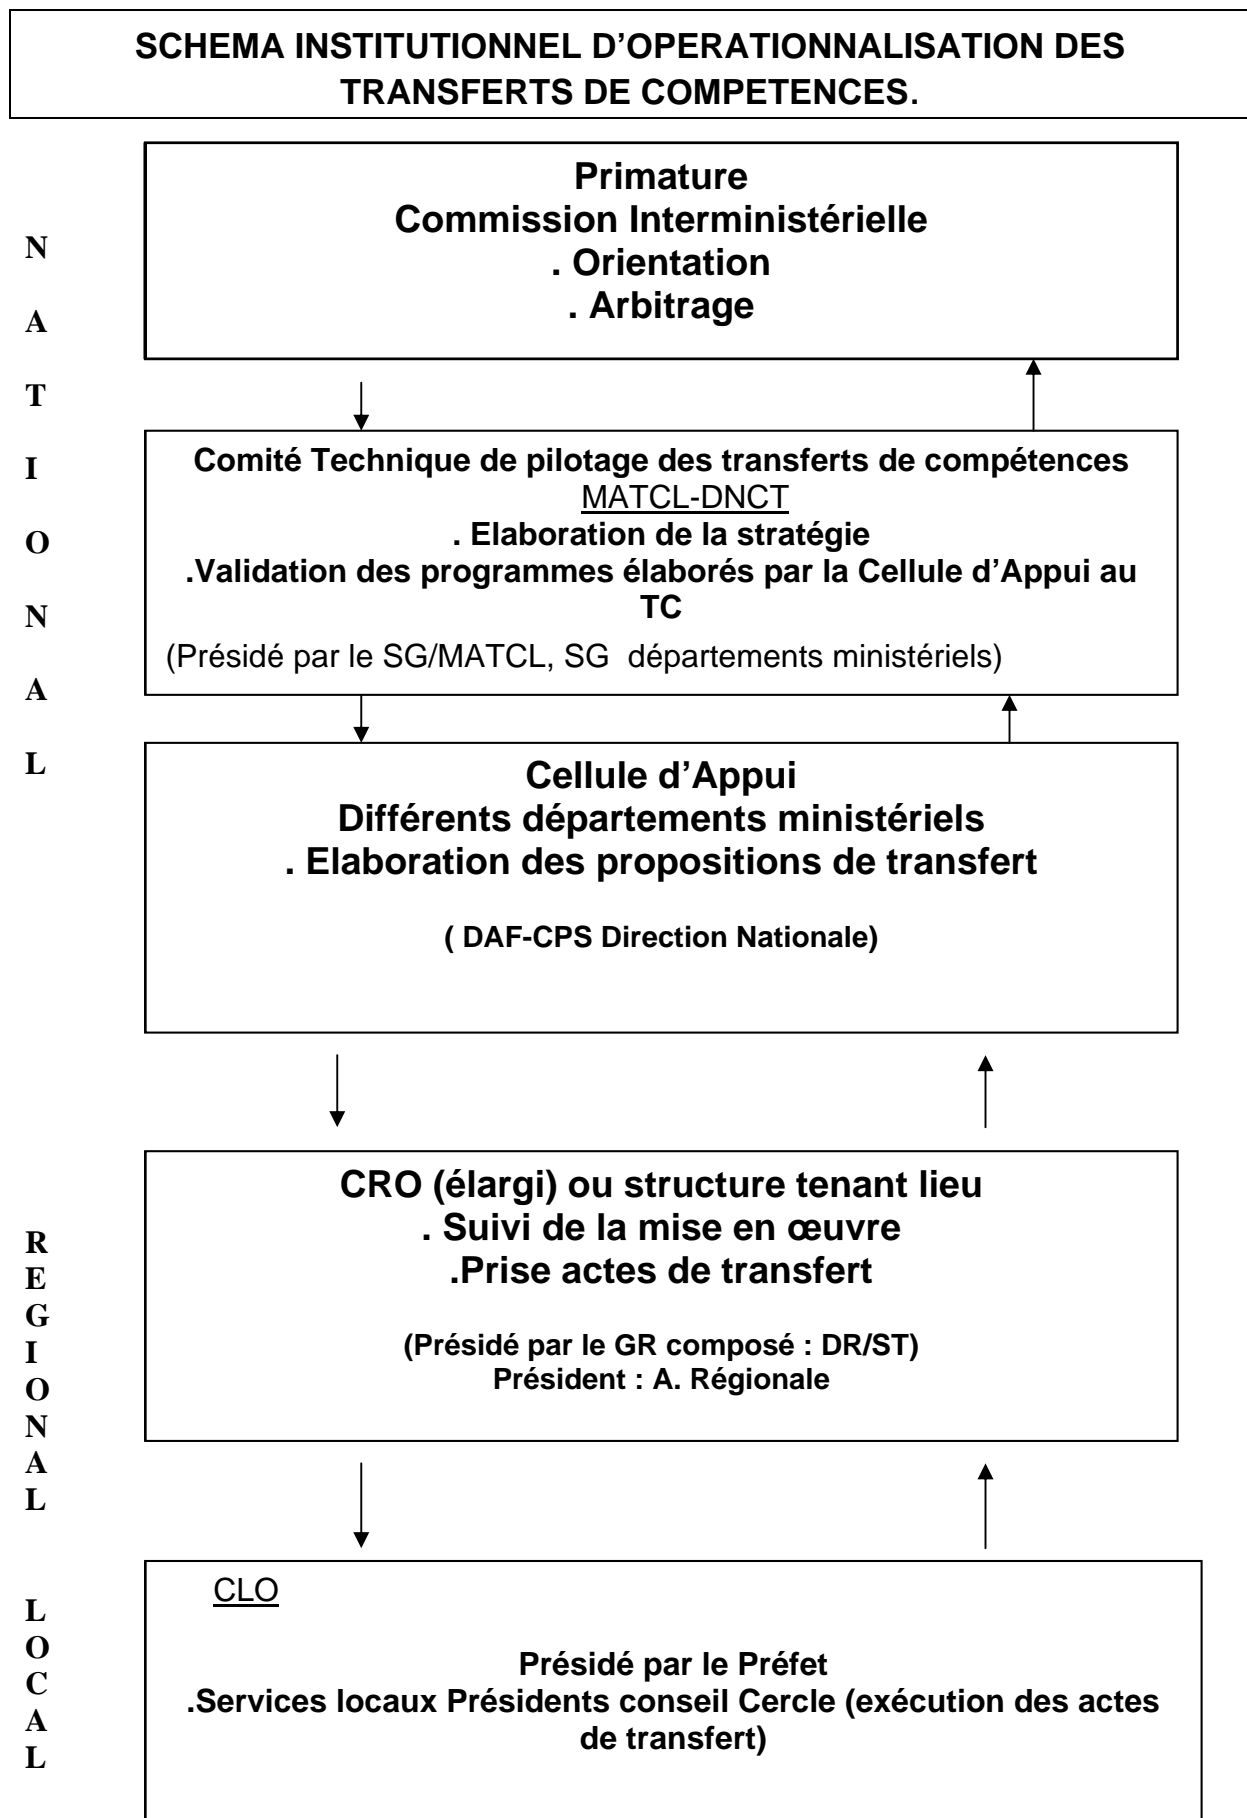 SCHEMA INSTITUTIONNEL D’OPERATIONNALISATION DES
TRANSFERTS DE COMPETENCES.
NATIONAL
Primature
Commission Interministérielle
. Orientation
. Arbitrage
Comité Technique de pilotage des transferts de compétences
MATCL-DNCT
. Elaboration de la stratégie
.Validation des programmes élaborés par la Cellule d’Appui au
TC
(Présidé par le SG/MATCL, SG départements ministériels)
Cellule d’Appui
Différents départements ministériels
. Elaboration des propositions de transfert
( DAF-CPS Direction Nationale)
REGIONAL
CRO (élargi) ou structure tenant lieu
. Suivi de la mise en œuvre
.Prise actes de transfert
(Présidé par le GR composé : DR/ST)
Président : A. Régionale
LOCAL
CLO
Présidé par le Préfet
.Services locaux Présidents conseil Cercle (exécution des actes
de transfert)